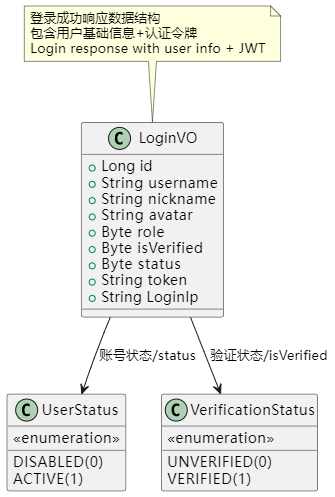 登录成功响应数据结构
包含用户基础信息+认证令牌
Login response with user info + JWT
C LoginVO
Long id
String username
String nickname
String avatar
Byte role
Byte isVerified
Byte status
String token
String LoginIp
账号状态/status
验证状态/isVerified
C UserStatus
«enumeration»
DISABLED(0)
ACTIVE(1)
C VerificationStatus
«enumeration»
UNVERIFIED(0)
VERIFIED(1)